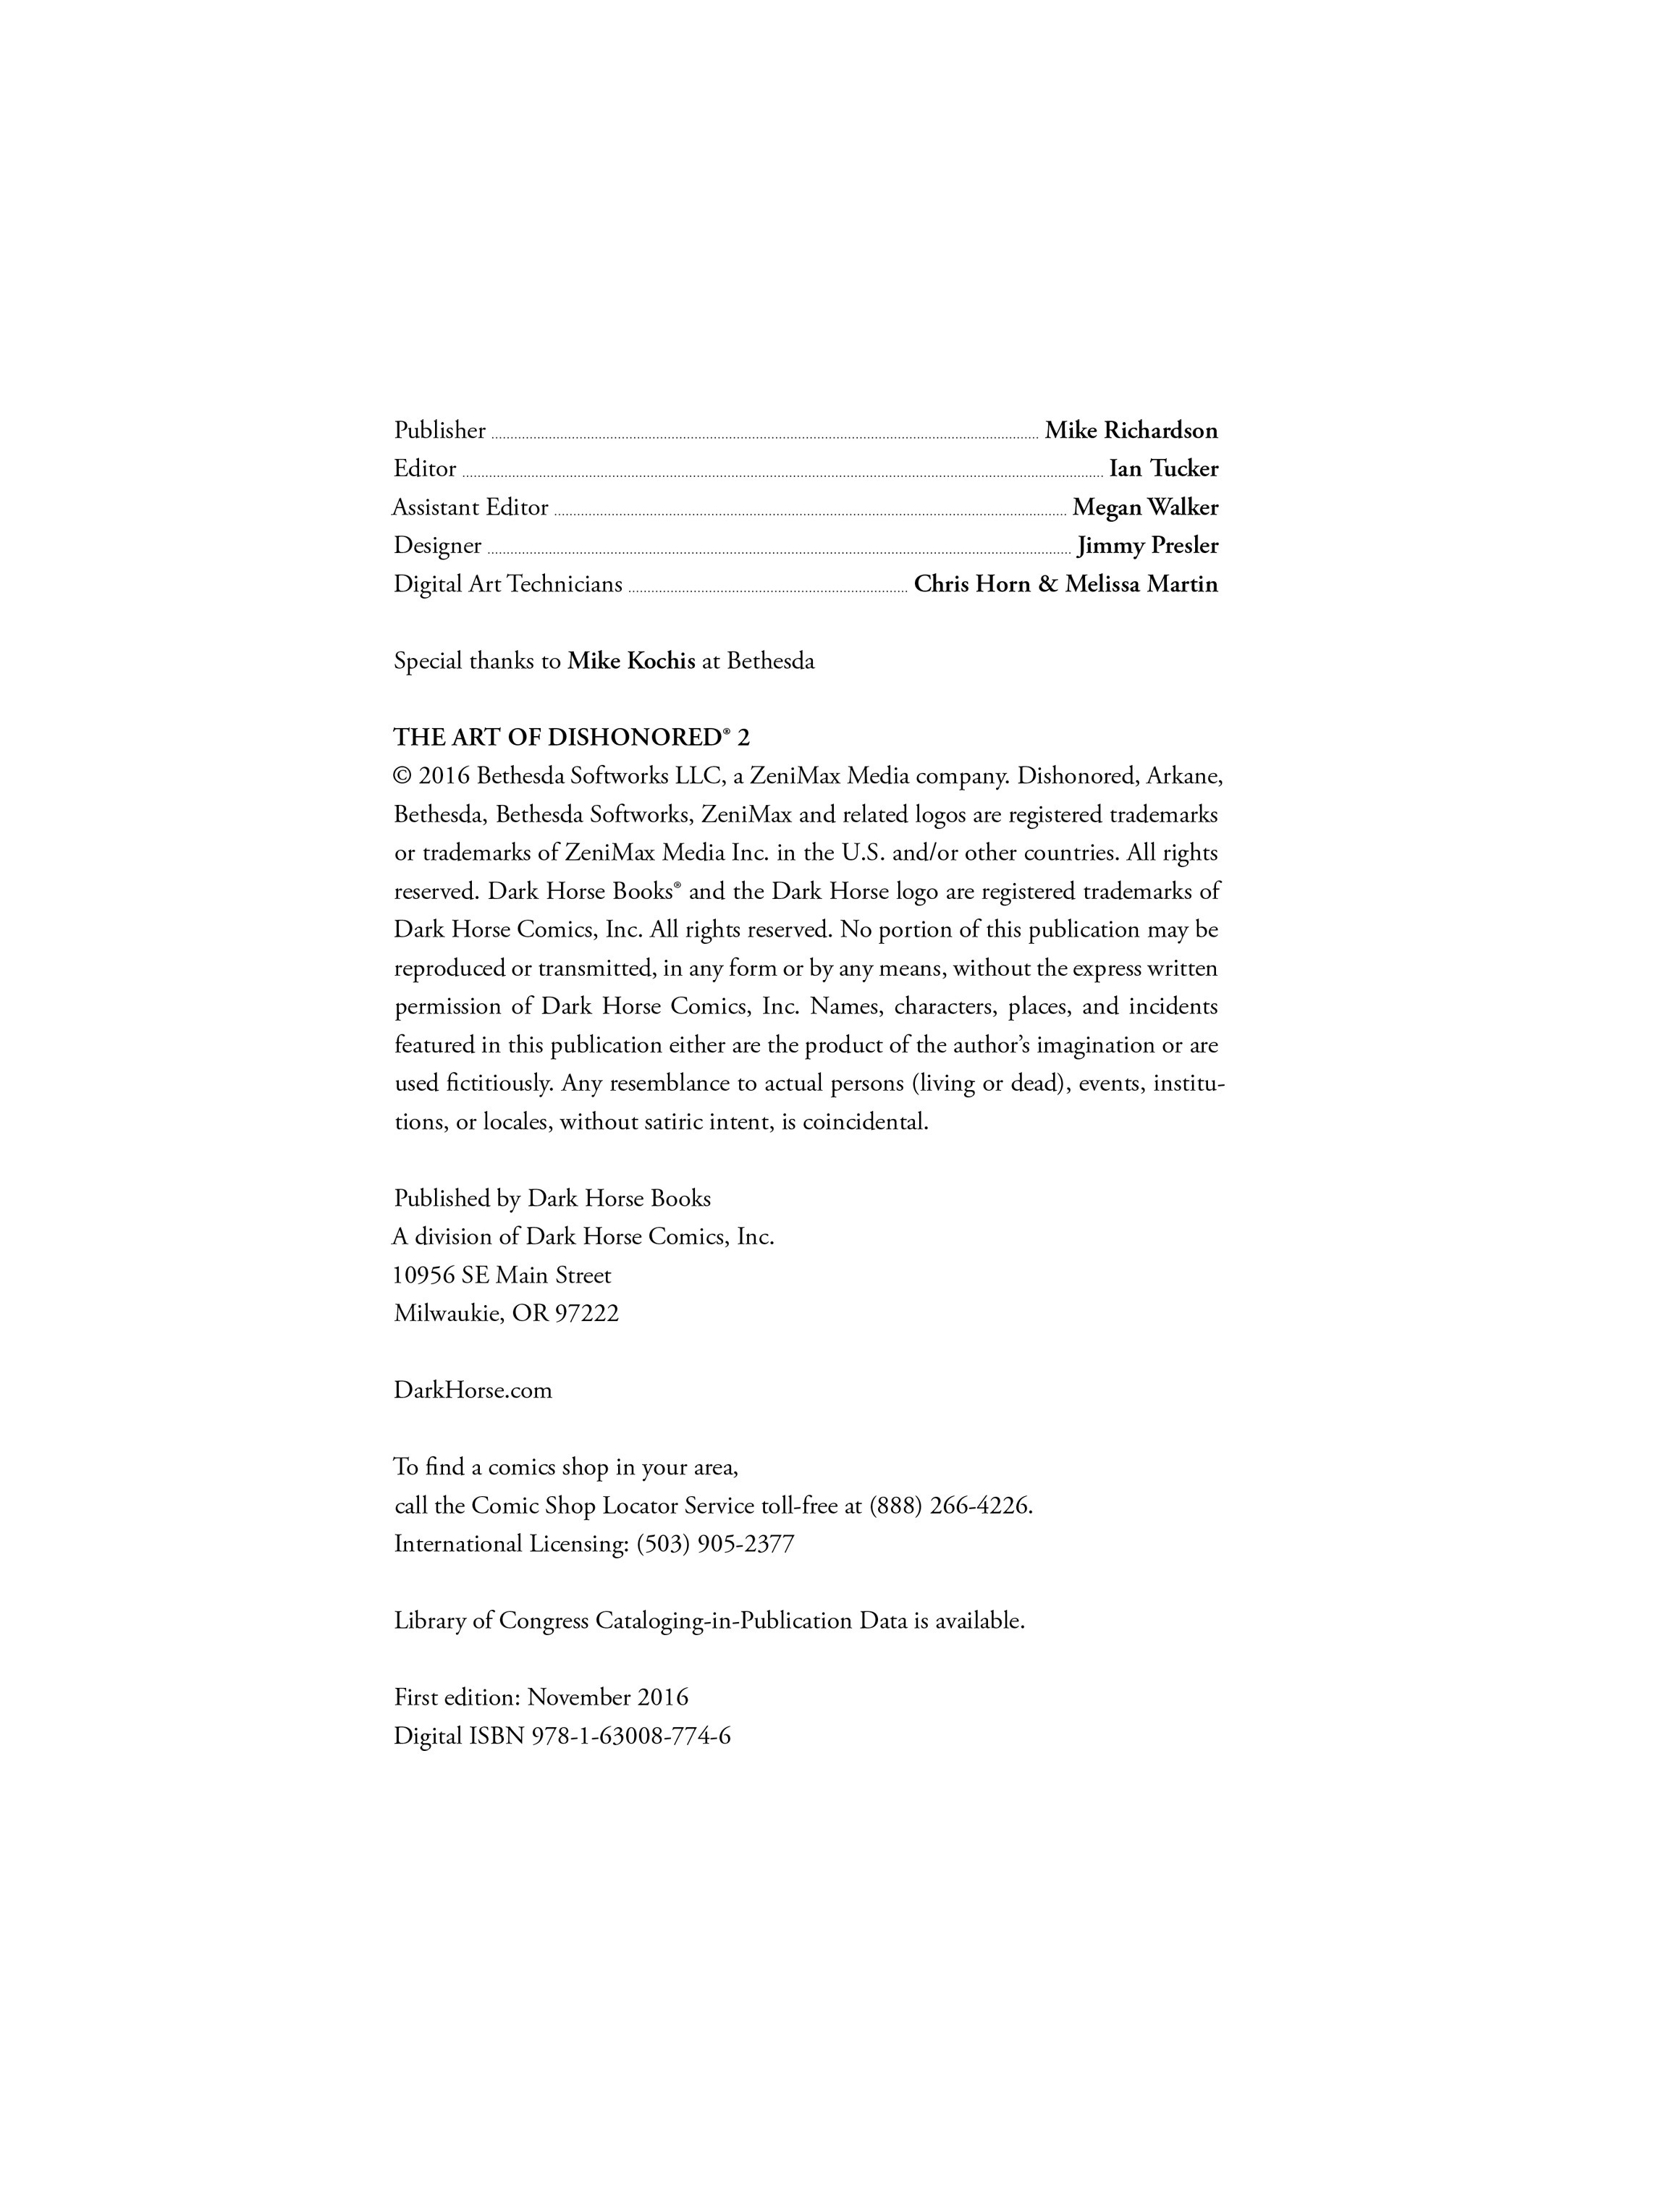 Publisher Mike Richardson
Editor Ian Tucker
Assistant Editor Megan Walker
Designer Jimmy Presler
Digital Art Technicians Chris Horn & Melissa Martin
Special thanks to Mike Kochis at Bethesda
THE ART OF DISHONORED® 2
© 2016 Bethesda Softworks LLC, a ZeniMax Media company. Dishonored, Arkane,
Bethesda, Bethesda Softworks, ZeniMax and related logos are registered trademarks
or trademarks of ZeniMax Media Inc. in the U.S. and/or other countries. All rights
reserved. Dark Horse Books® and the Dark Horse logo are registered trademarks of
Dark Horse Comics, Inc. All rights reserved. No portion of this publication may be
reproduced or transmitted, in any form or by any means, without the express written
permission of Dark Horse Comics, Inc. Names, characters, places, and incidents
featured in this publication either are the product of the author’s imagination or are
used fictitiously. Any resemblance to actual persons (living or dead), events, institu-
tions, or locales, without satiric intent, is coincidental.
Published by Dark Horse Books
A division of Dark Horse Comics, Inc.
10956 SE Main Street
Milwaukie, OR 97222
DarkHorse.com
To find a comics shop in your area,
call the Comic Shop Locator Service toll-free at (888) 266-4226.
International Licensing: (503) 905-2377
Library of Congress Cataloging-in-Publication Data is available.
First edition: November 2016
Digital ISBN 978-1-63008-774-6